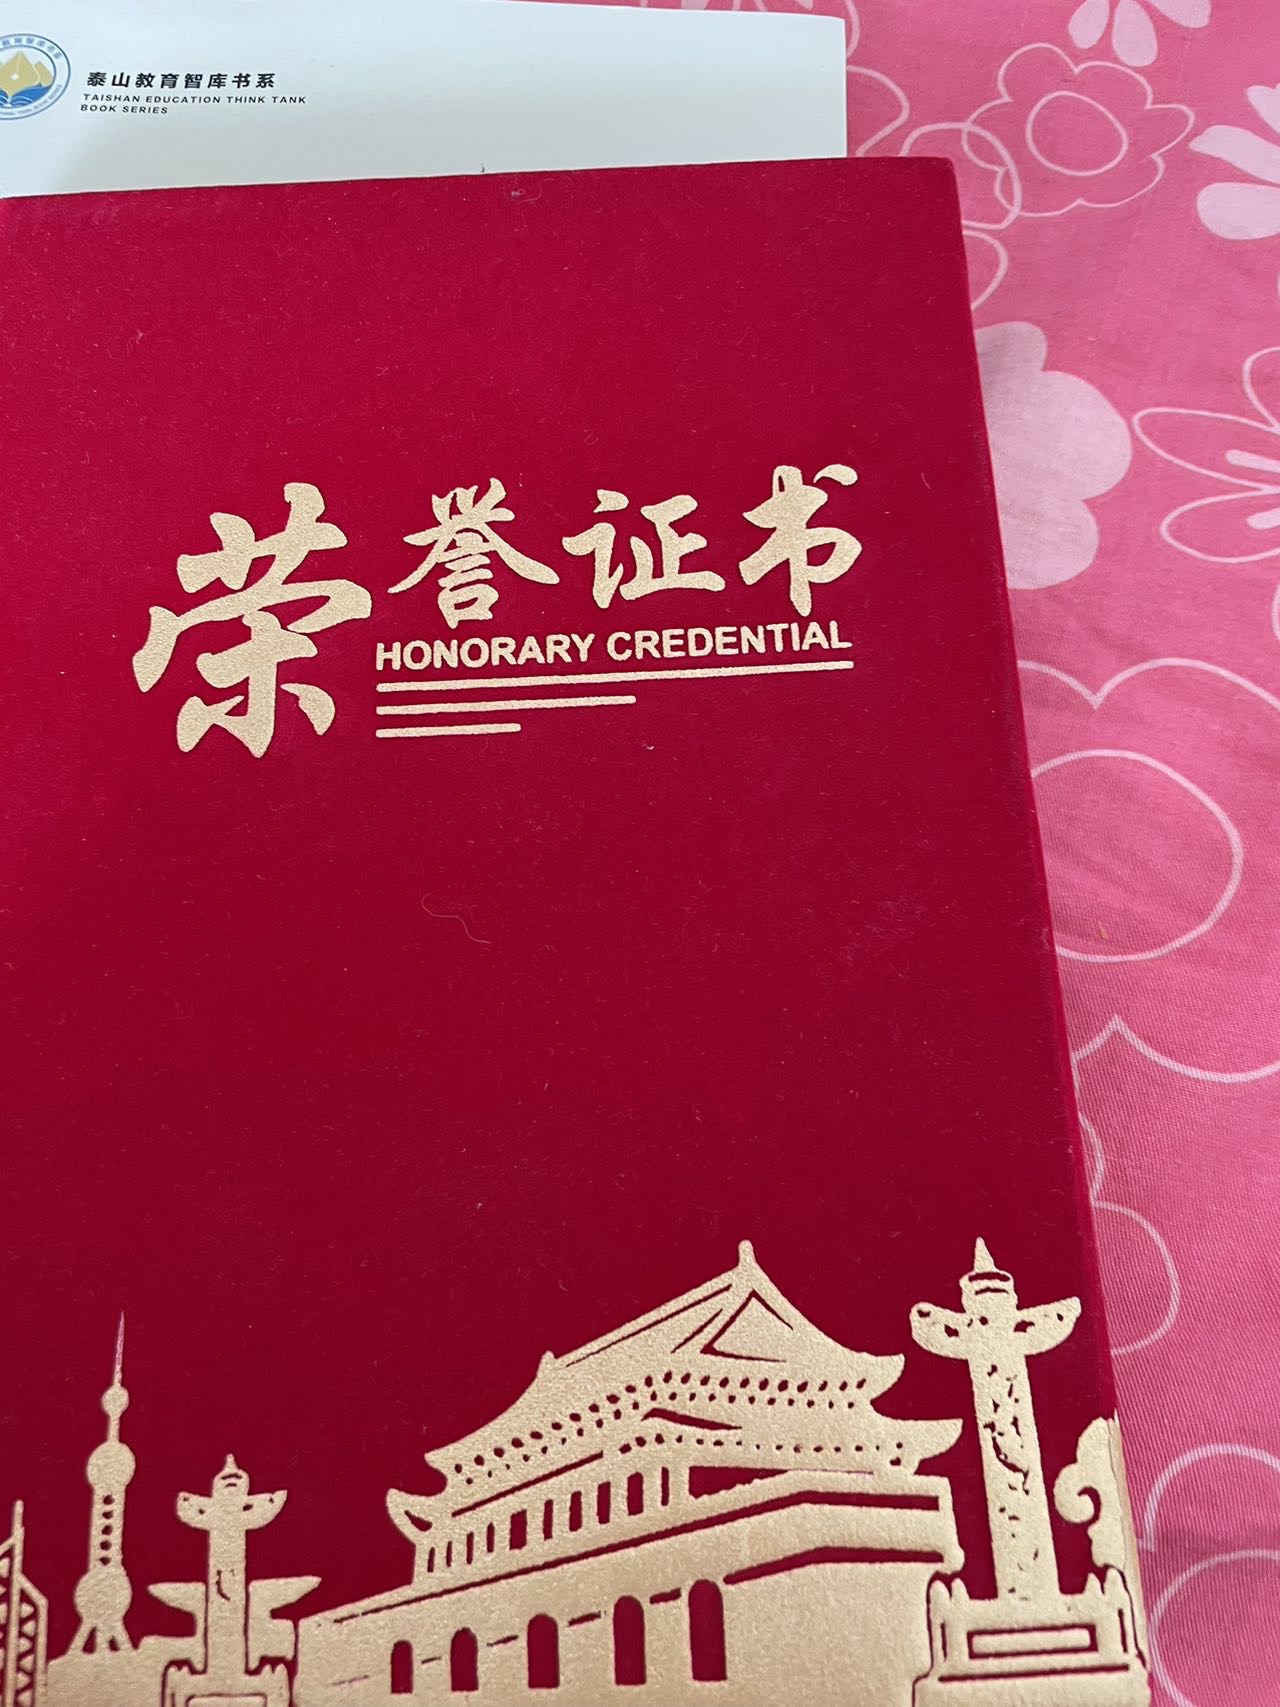 泰山教育智库书系
TAISHAN EDUCATION THINK TANK
BOOK SERIES
荣誉证书
HONORARY CREDENTIAL